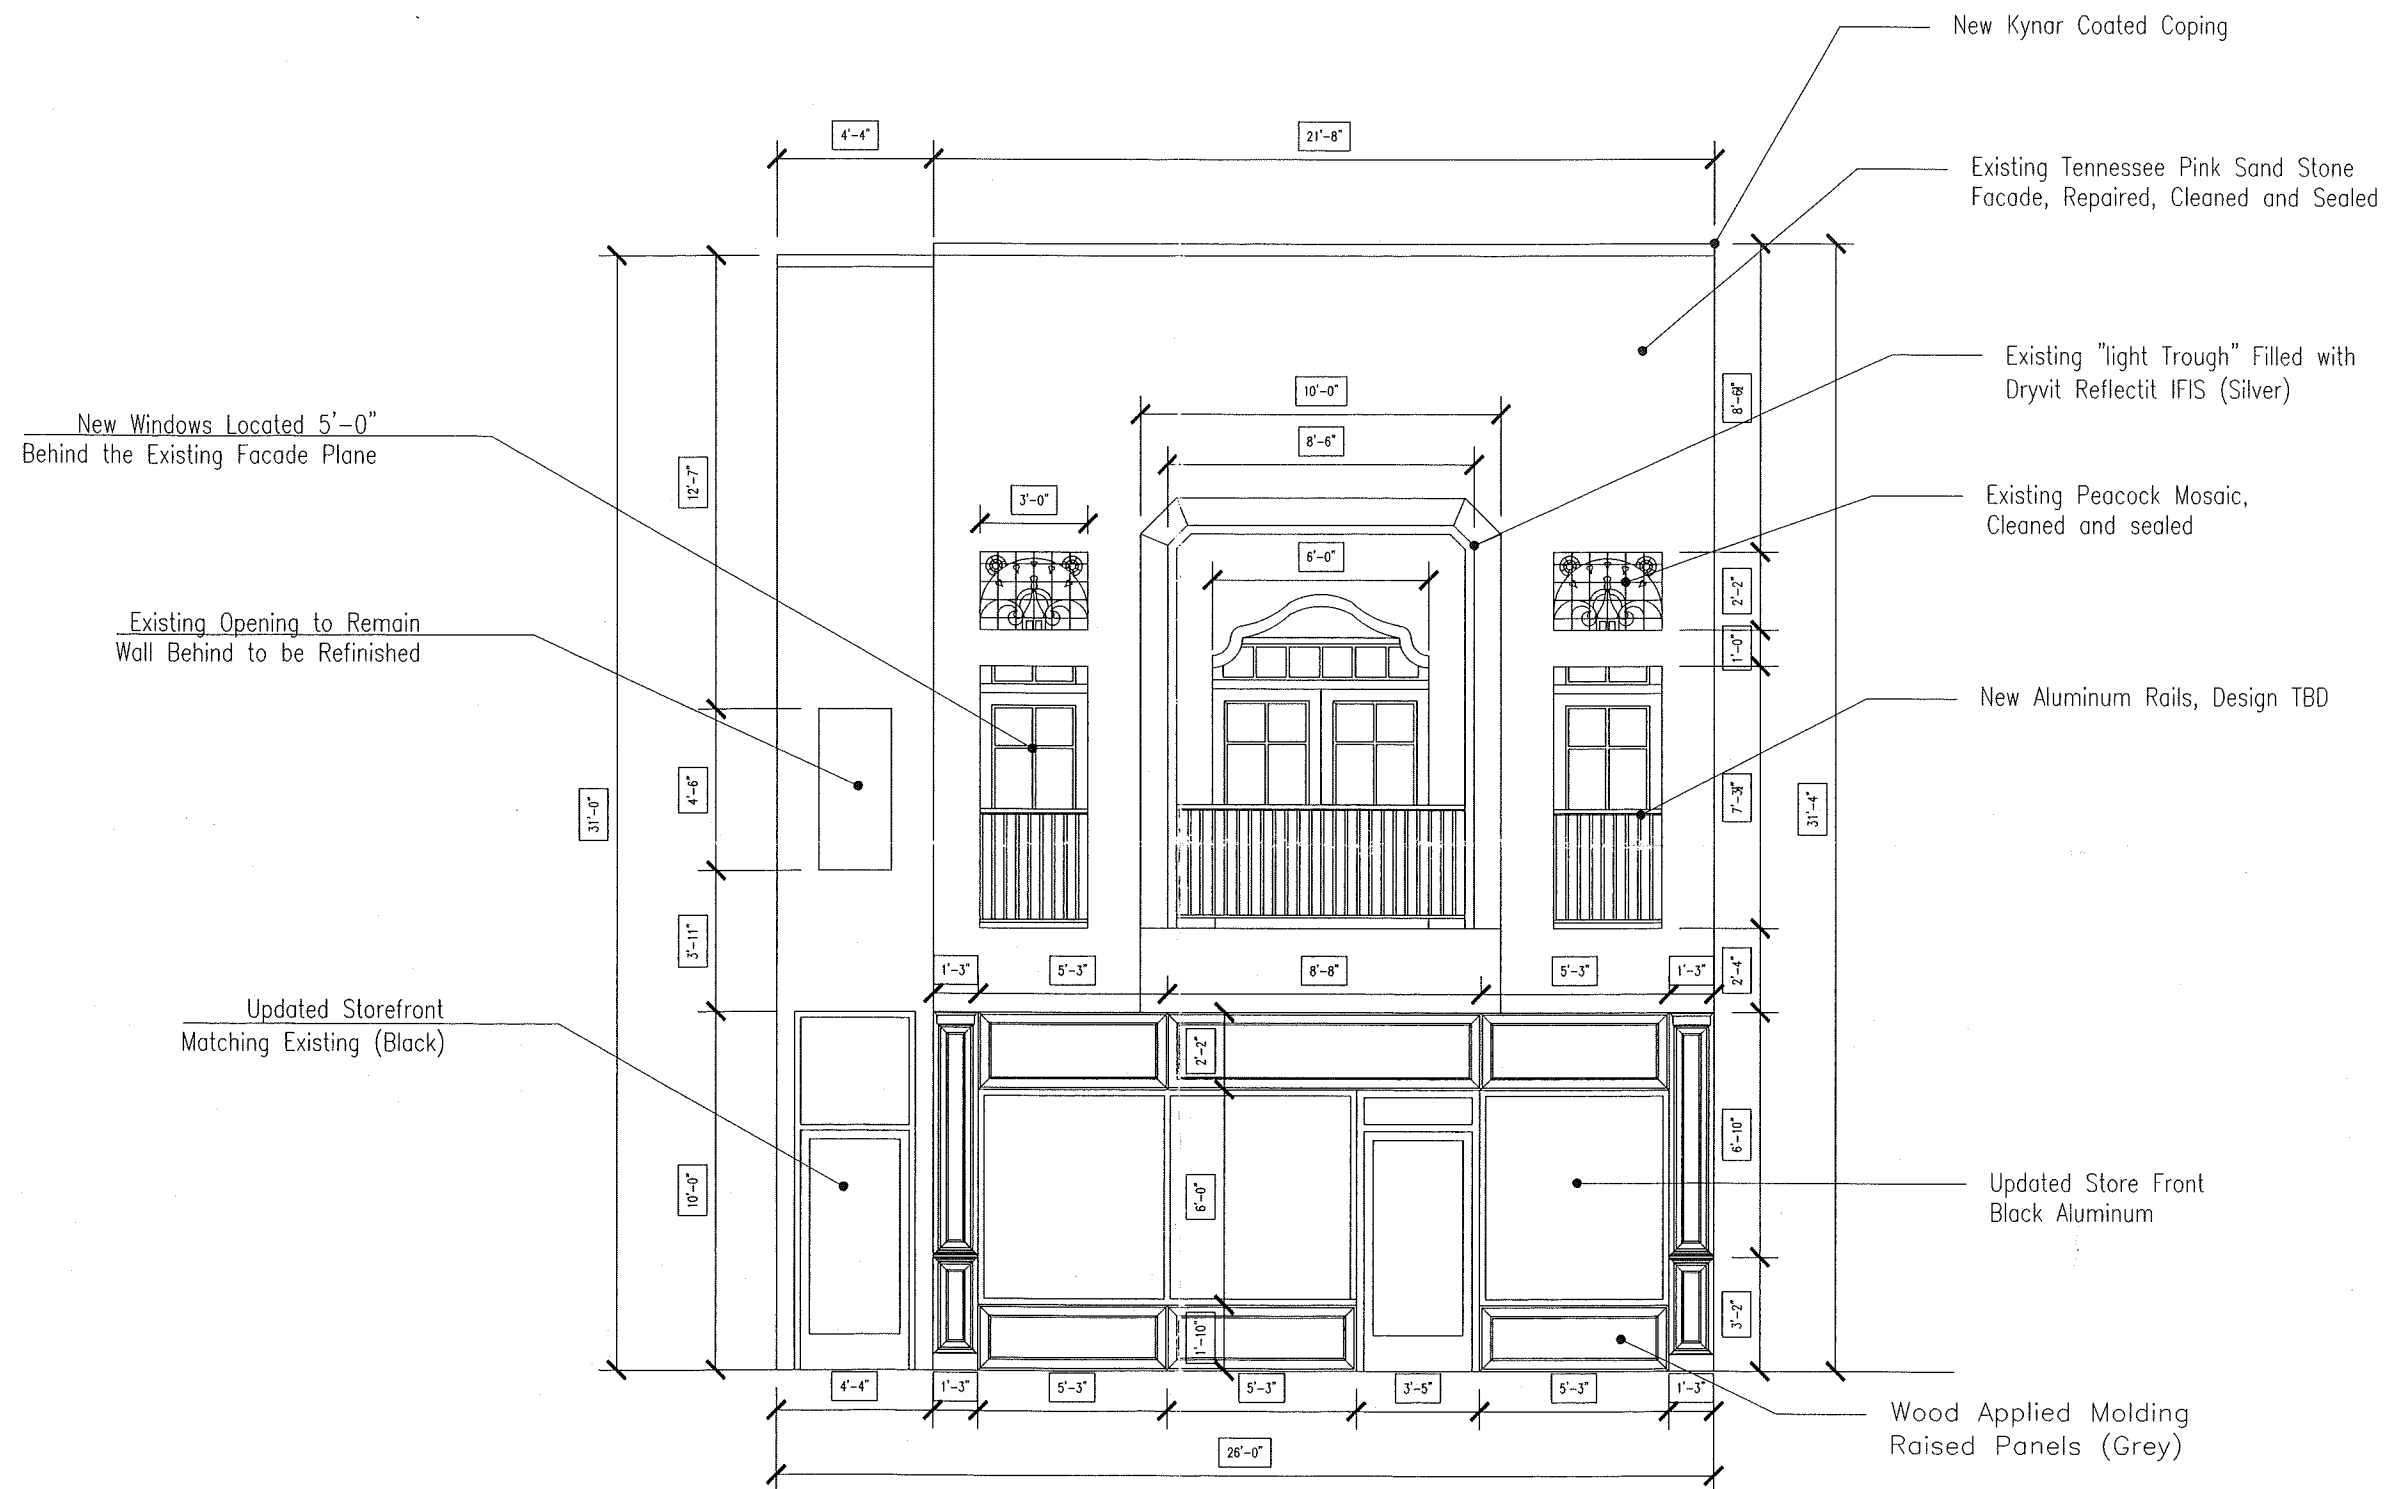 New Kynar Coated Coping
4'-4"
21'-8"
Existing Tennessee Pink Sand Stone
Facade, Repaired, Cleaned and Sealed
Existing "light Trough" Filled with
Dryvit Reflectit IFIS (Silver)
10'-0"
8'-6"
New Windows Located 5'-0"
Behind the Existing Facade Plane
12'-7"
3'-0"
Existing Peacock Mosaic,
Cleaned and sealed
6'-0"
2'-2"
1'-0"
Existing Opening to Remain
Wall Behind to be Refinished
New Aluminum Rails, Design TBD
4'-6"
31'-0"
31'-4"
3'-11"
1'-3"
5'-3"
8'-8"
5'-3"
1'-3"
2'-4"
Updated Storefront
Matching Existing (Black)
2'-2"
6'-10"
10'-0"
6'-0"
Updated Store Front
Black Aluminum
1'-10"
3'-2"
4'-4"
1'-3"
5'-3"
5'-3"
3'-5"
5'-3"
1'-3"
Wood Applied Molding
Raised Panels (Grey)
26'-0"